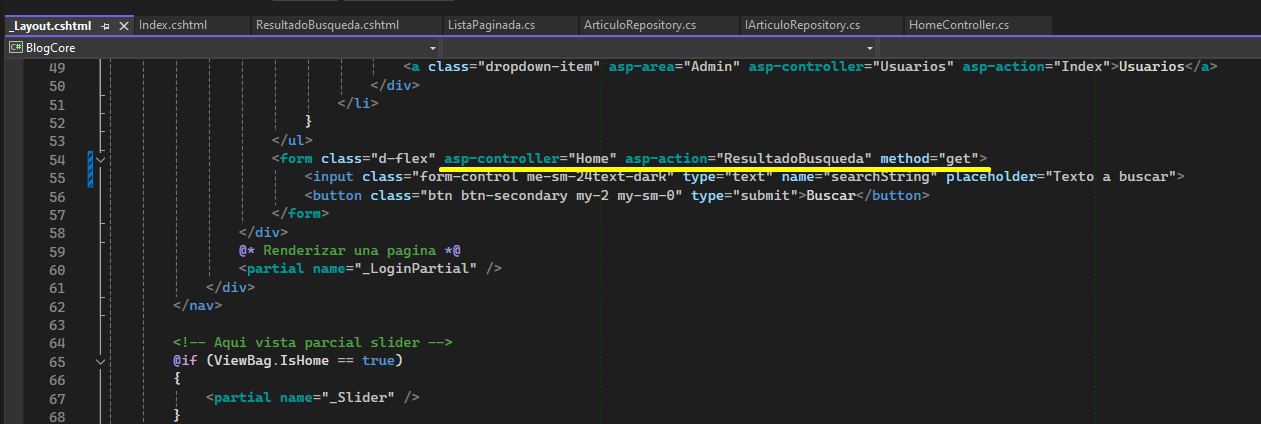 _Layout.cshtml Index.cshtml ResultadoBusqueda.cshtml ListaPaginada.cs ArticuloRepository.cs IArticuloRepository.cs HomeController.cs
C# BlogCore
49 <a class="dropdown-item" asp-area="Admin" asp-controller="Usuarios" asp-action="Index">Usuarios</a>
50 </div>
51 </li>
52 }
53 </ul>
54 <form class="d-flex" asp-controller="Home" asp-action="ResultadoBusqueda" method="get">
55 <input class="form-control me-sm-24text-dark" type="text" name="searchString" placeholder="Texto a buscar">
56 <button class="btn btn-secondary my-2 my-sm-0" type="submit">Buscar</button>
57 </form>
58 </div>
59 @* Renderizar una pagina *@
60 <partial name="_LoginPartial" />
61 </div>
62 </nav>
63
64 <!-- Aqui vista parcial slider -->
65 @if (ViewBag.IsHome == true)
66 {
67 <partial name="_Slider" />
68 }